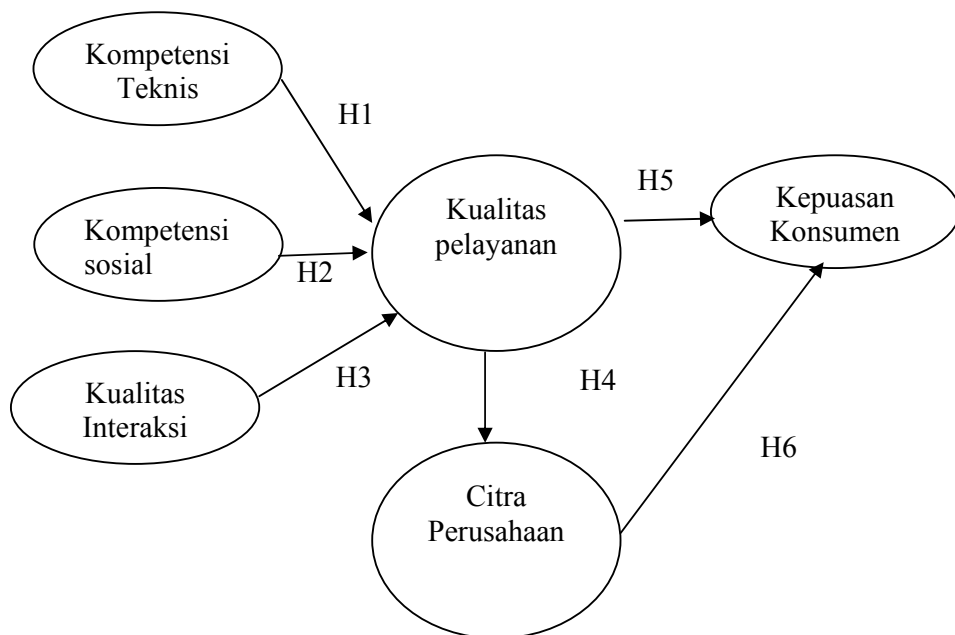 Kompetensi
Teknis
H1
Kompetensi
sosial
H2
Kualitas
Interaksi
H3
Kualitas
pelayanan
H5
Kepuasan
Konsumen
H4
H6
Citra
Perusahaan